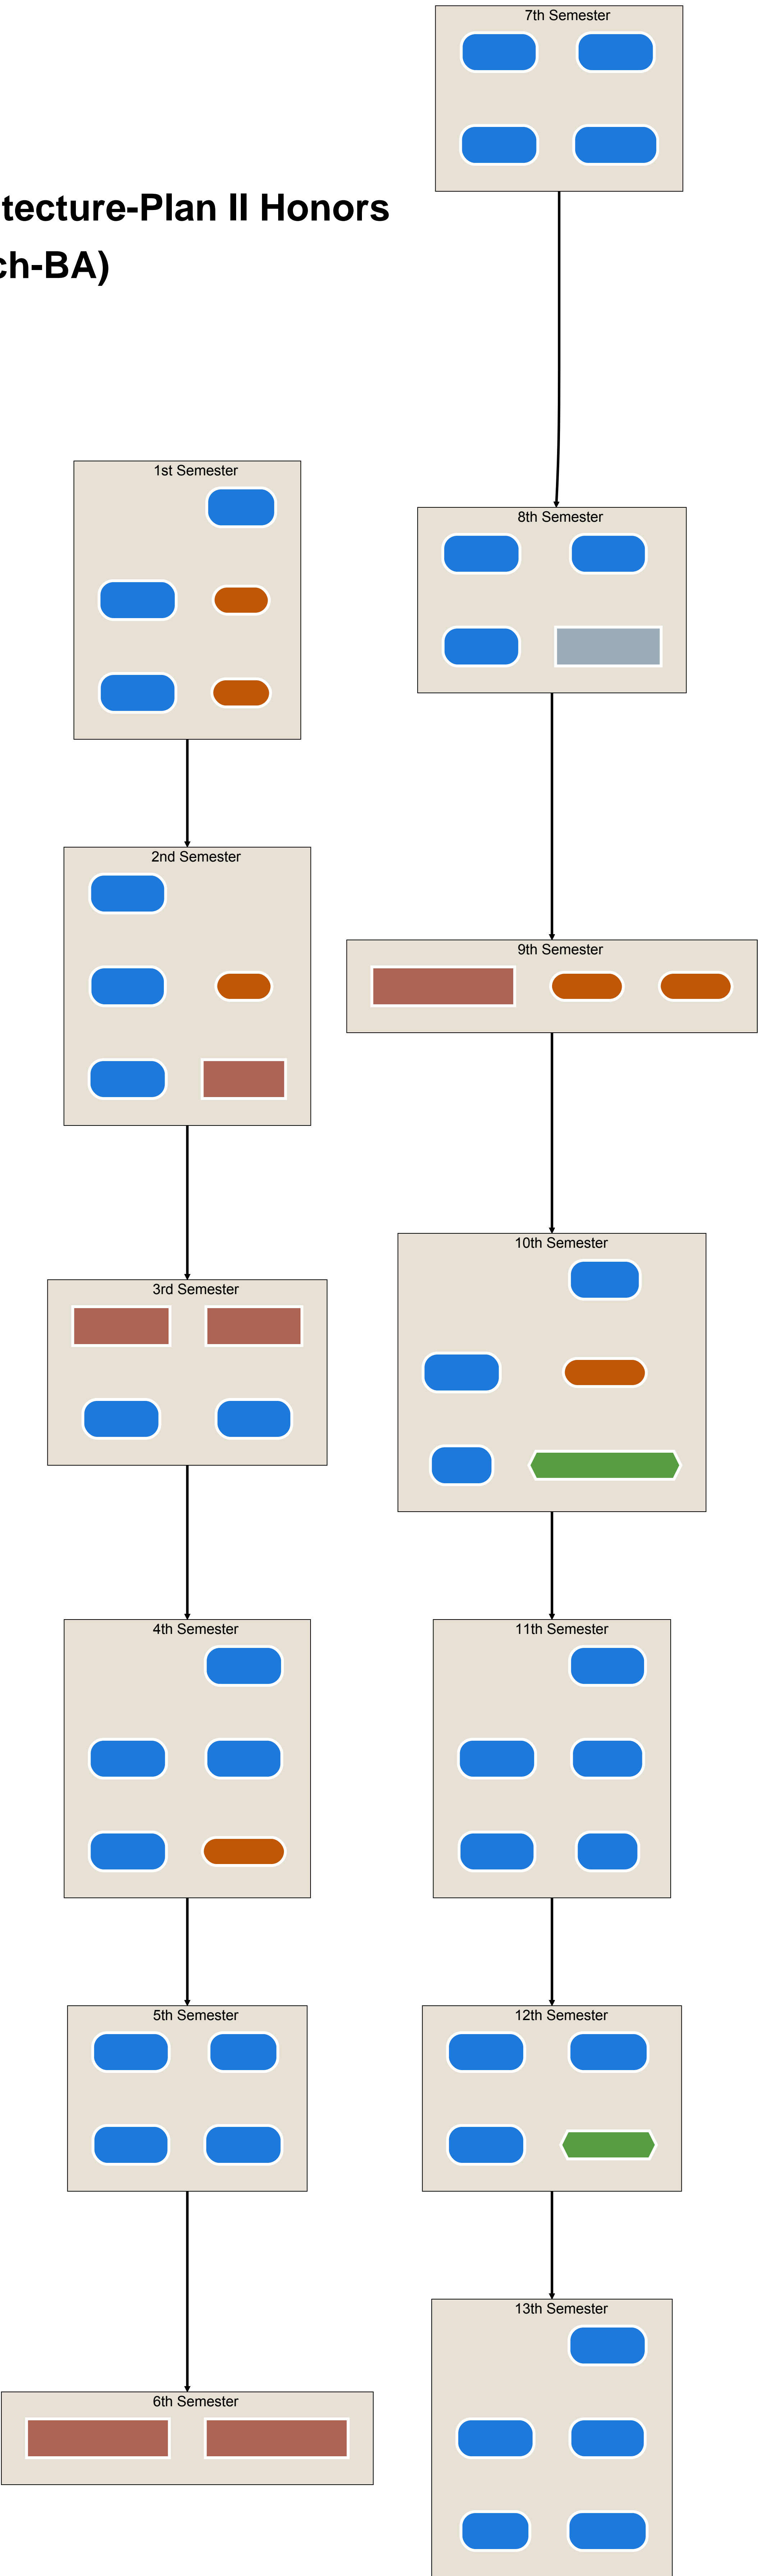 7th Semester
tecture-Plan II Honors
ch-BA)
1st Semester
8th Semester
2nd Semester
9th Semester
10th Semester
3rd Semester
4th Semester
11th Semester
5th Semester
12th Semester
13th Semester
6th Semester